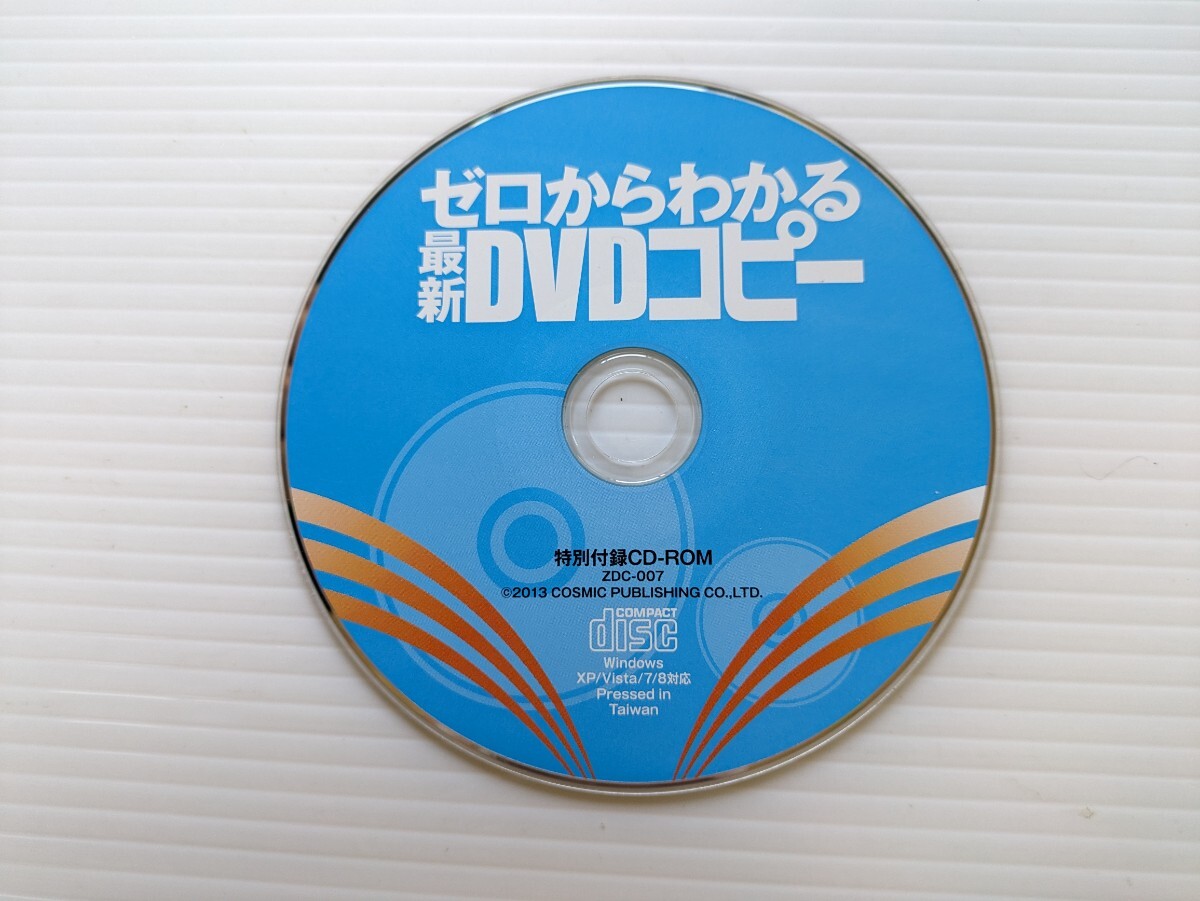 ゼロからわかる
最新DVDコピー
特別付録CD-ROM
ZDC-007
©2013 COSMIC PUBLISHING CO.,LTD.
COMPACT
disc
Windows
XP/Vista/7/8対応
Pressed in
Taiwan